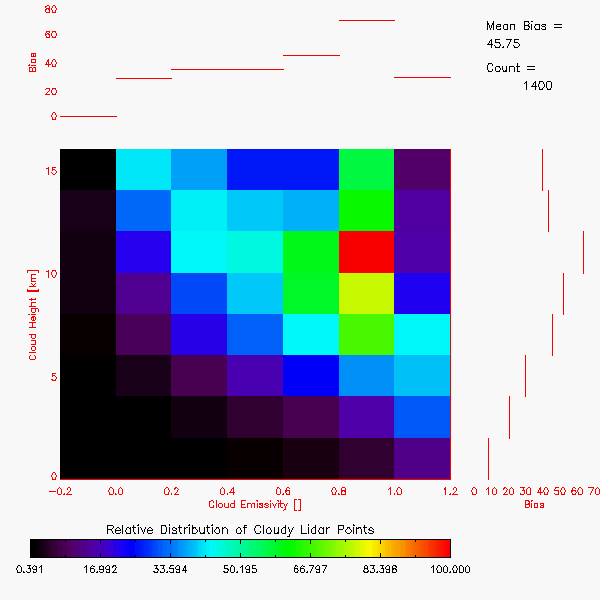 80
60
40
20
0
Bias
Mean Bias =
45.75
Count =
1400
15
10
5
0
Cloud Height [km]
-0.2 0.0 0.2 0.4 0.6 0.8 1.0 1.2
Cloud Emissivity []
0 10 20 30 40 50 60 70
Bias
Relative Distribution of Cloudy Lidar Points
0.391 16.992 33.594 50.195 66.797 83.398 100.000